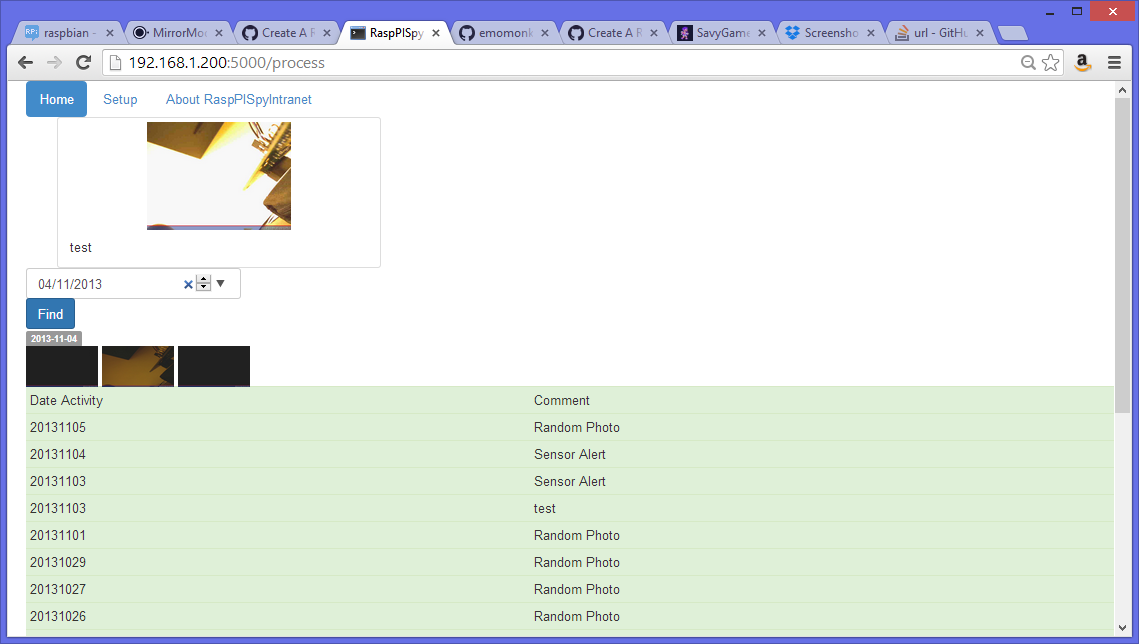 raspbian -
MirrorMo
Create A R
RaspPISpy
emomonk
Create A R
SavyGame
Screensho
url - GitHu
192.168.1.200:5000/process
Home
Setup
About RaspPISpyIntranet
test
04/11/2013
Find
2013-11-04
Date Activity Comment
20131105 Random Photo
20131104 Sensor Alert
20131103 Sensor Alert
20131103 test
20131101 Random Photo
20131029 Random Photo
20131027 Random Photo
20131026 Random Photo